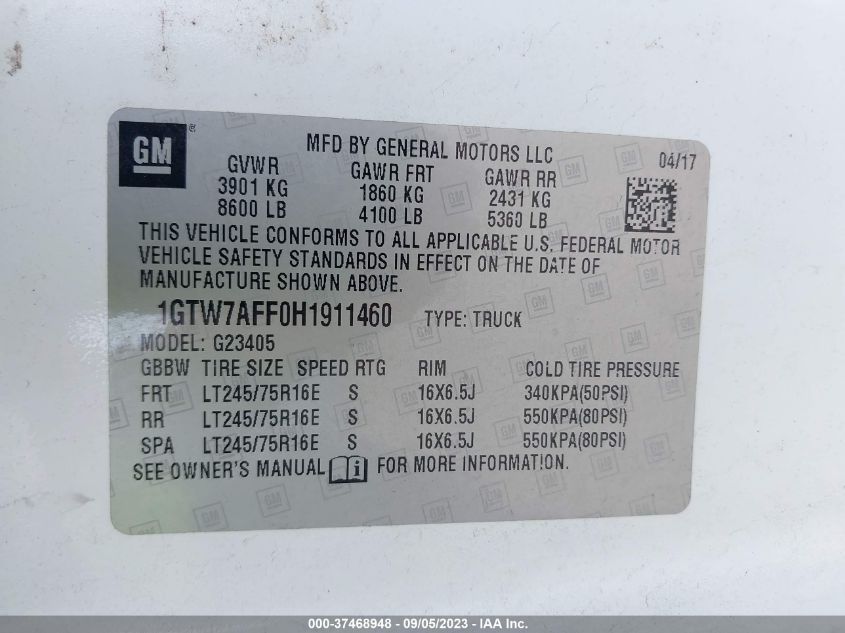 GM ®
MFD BY GENERAL MOTORS LLC 04/17
GVWR GAWR FRT GAWR RR
3901 KG 1860 KG 2431 KG
8600 LB 4100 LB 5360 LB
THIS VEHICLE CONFORMS TO ALL APPLICABLE U.S. FEDERAL MOTOR
VEHICLE SAFETY STANDARDS IN EFFECT ON THE DATE OF
MANUFACTURE SHOWN ABOVE.
1GTW7AFF0H1911460 TYPE: TRUCK
MODEL: G23405
GBBW TIRE SIZE SPEED RTG RIM COLD TIRE PRESSURE
FRT LT245/75R16E S 16X6.5J 340KPA(50PSI)
RR LT245/75R16E S 16X6.5J 550KPA(80PSI)
SPA LT245/75R16E S 16X6.5J 550KPA(80PSI)
SEE OWNER'S MANUAL i FOR MORE INFORMATION.
000-37468948 - 09/05/2023 - IAA Inc.